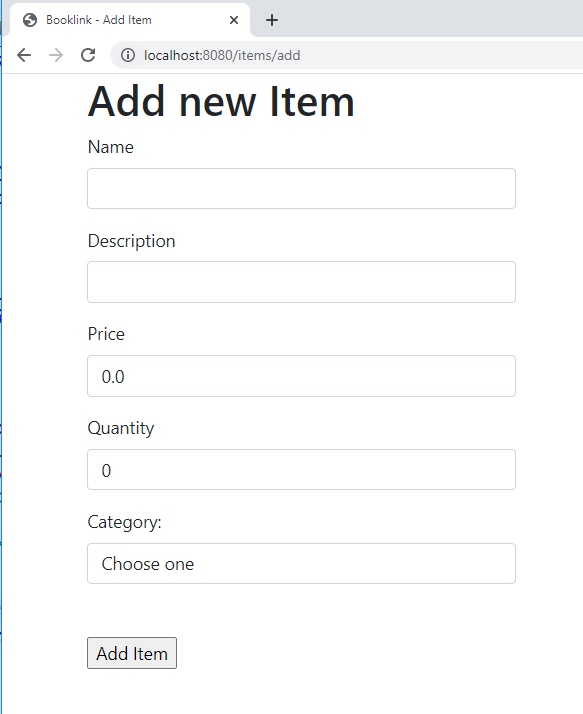 Booklink - Add Item
localhost:8080/items/add
Add new Item
Name
Description
Price
0.0
Quantity
0
Category:
Choose one
Add Item